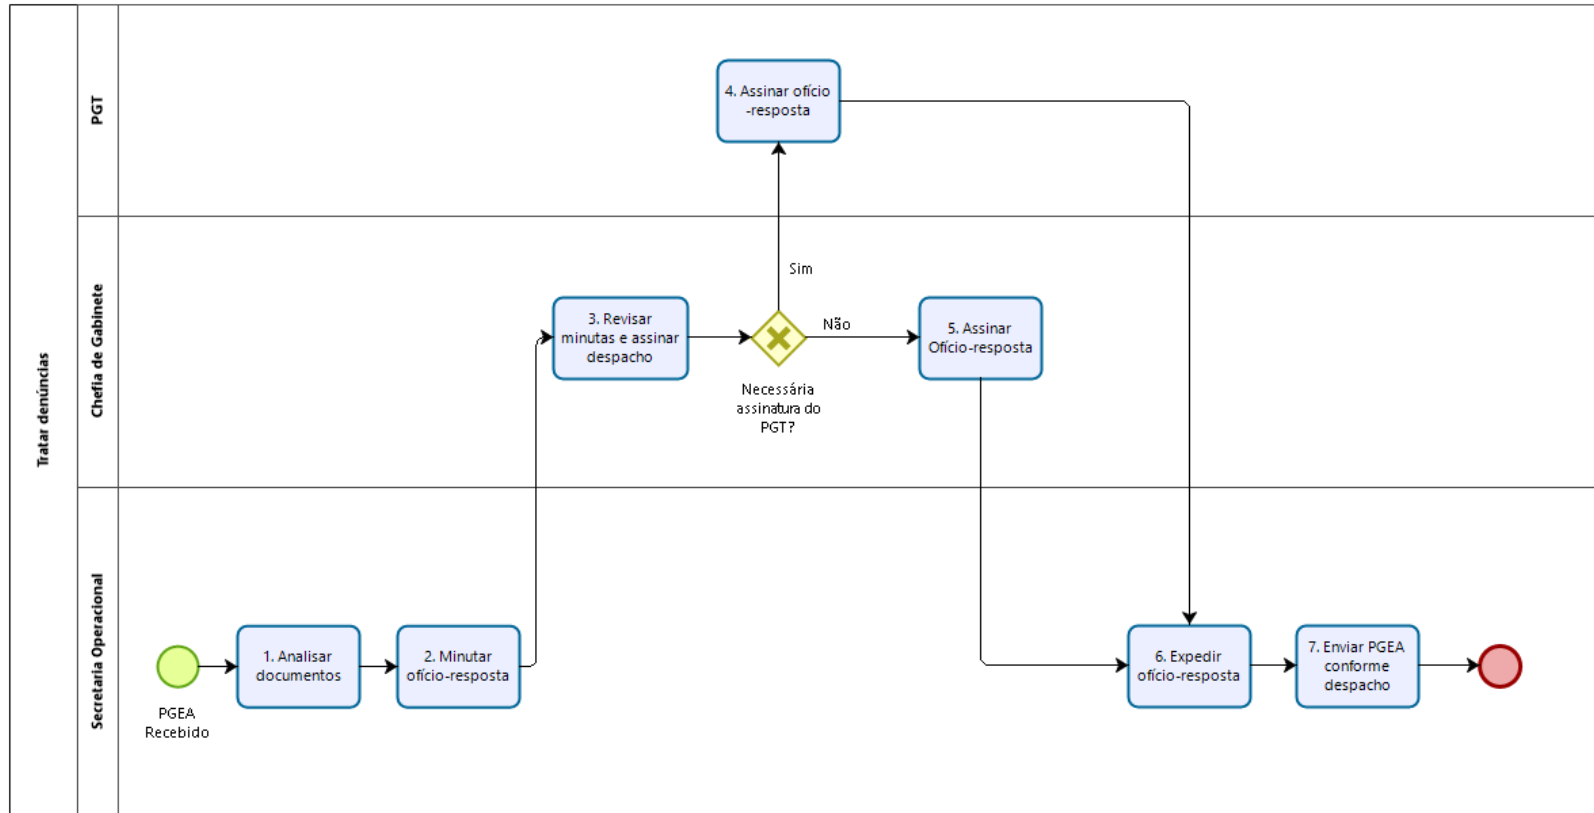 Tratar denúncias
PGT
4. Assinar ofício
-resposta
Chefia de Gabinete
Sim
3. Revisar
minutas e assinar
despacho
Não
Necessária
assinatura do
PGT?
5. Assinar
Ofício-resposta
Secretaria Operacional
PGEA
Recebido
1. Analisar
documentos
2. Minutar
ofício-resposta
6. Expedir
ofício-resposta
7. Enviar PGEA
conforme
despacho